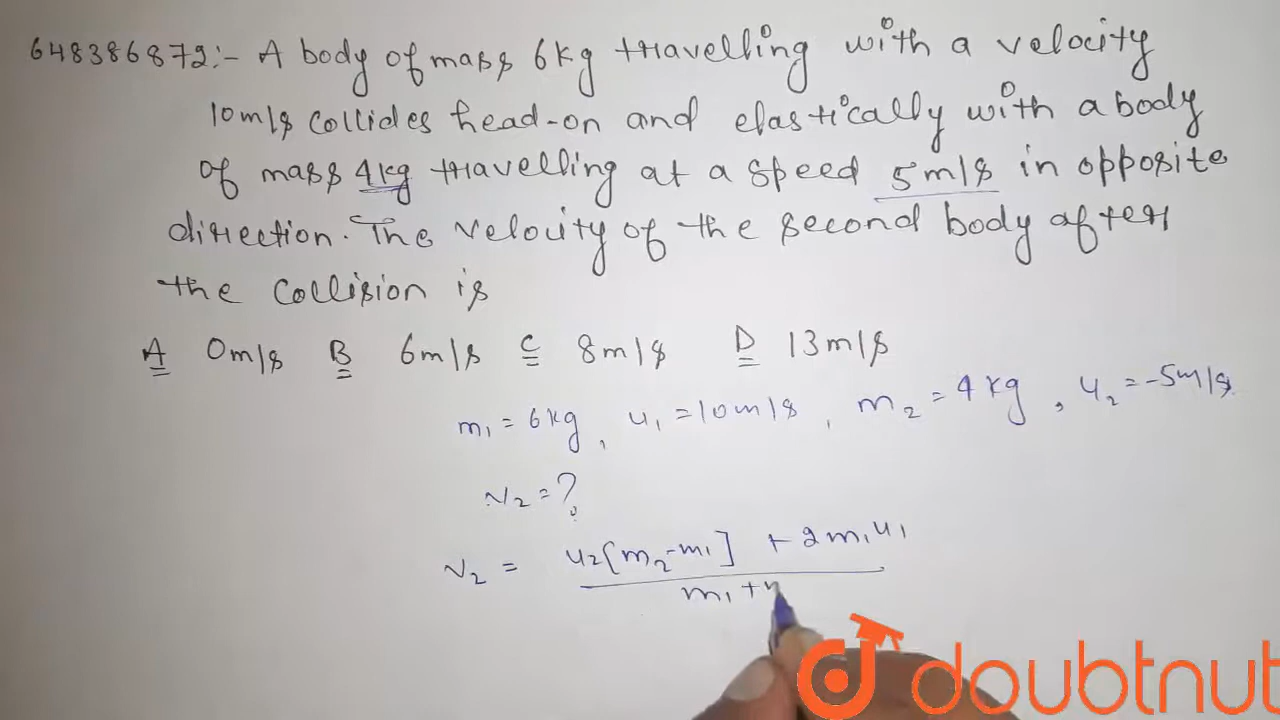 648386872:- A body of mass 6kg travelling with a velocity
10m/s collides head-on and elastically with a body
of mass 4kg travelling at a speed 5m/s in opposite
direction. The velocity of the second body after
the collision is
A 0m/s B 6m/s C 8m/s D 13m/s
m₁ = 6kg, u₁ = 10m/s, m₂ = 4kg, u₂ = -5m/s.
v₂ = ?
v₂ = u₂[m₂-m₁] + 2m₁u₁
m₁ +
doubtnut